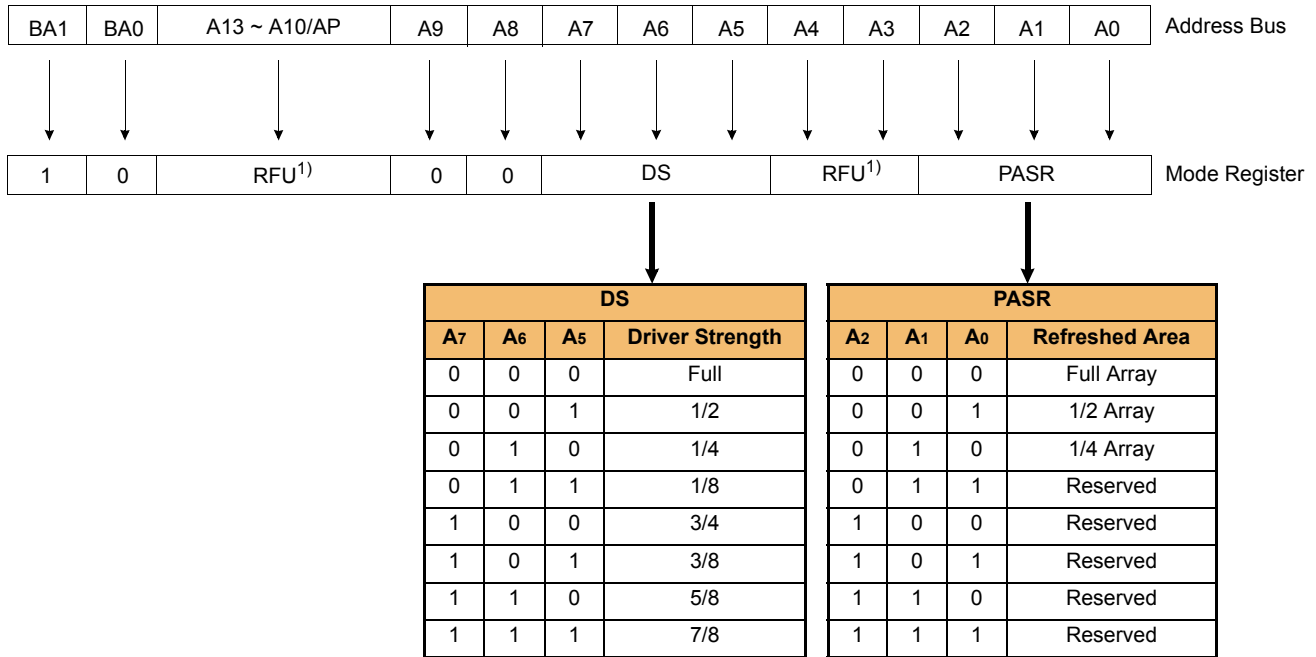 BA1 BA0 A13 ~ A10/AP A9 A8 A7 A6 A5 A4 A3 A2 A1 A0 Address Bus
1 0 RFU1) 0 0 DS RFU1) PASR Mode Register
DS
A7 A6 A5 Driver Strength
0 0 0 Full
0 0 1 1/2
0 1 0 1/4
0 1 1 1/8
1 0 0 3/4
1 0 1 3/8
1 1 0 5/8
1 1 1 7/8
PASR
A2 A1 A0 Refreshed Area
0 0 0 Full Array
0 0 1 1/2 Array
0 1 0 1/4 Array
0 1 1 Reserved
1 0 0 Reserved
1 0 1 Reserved
1 1 0 Reserved
1 1 1 Reserved